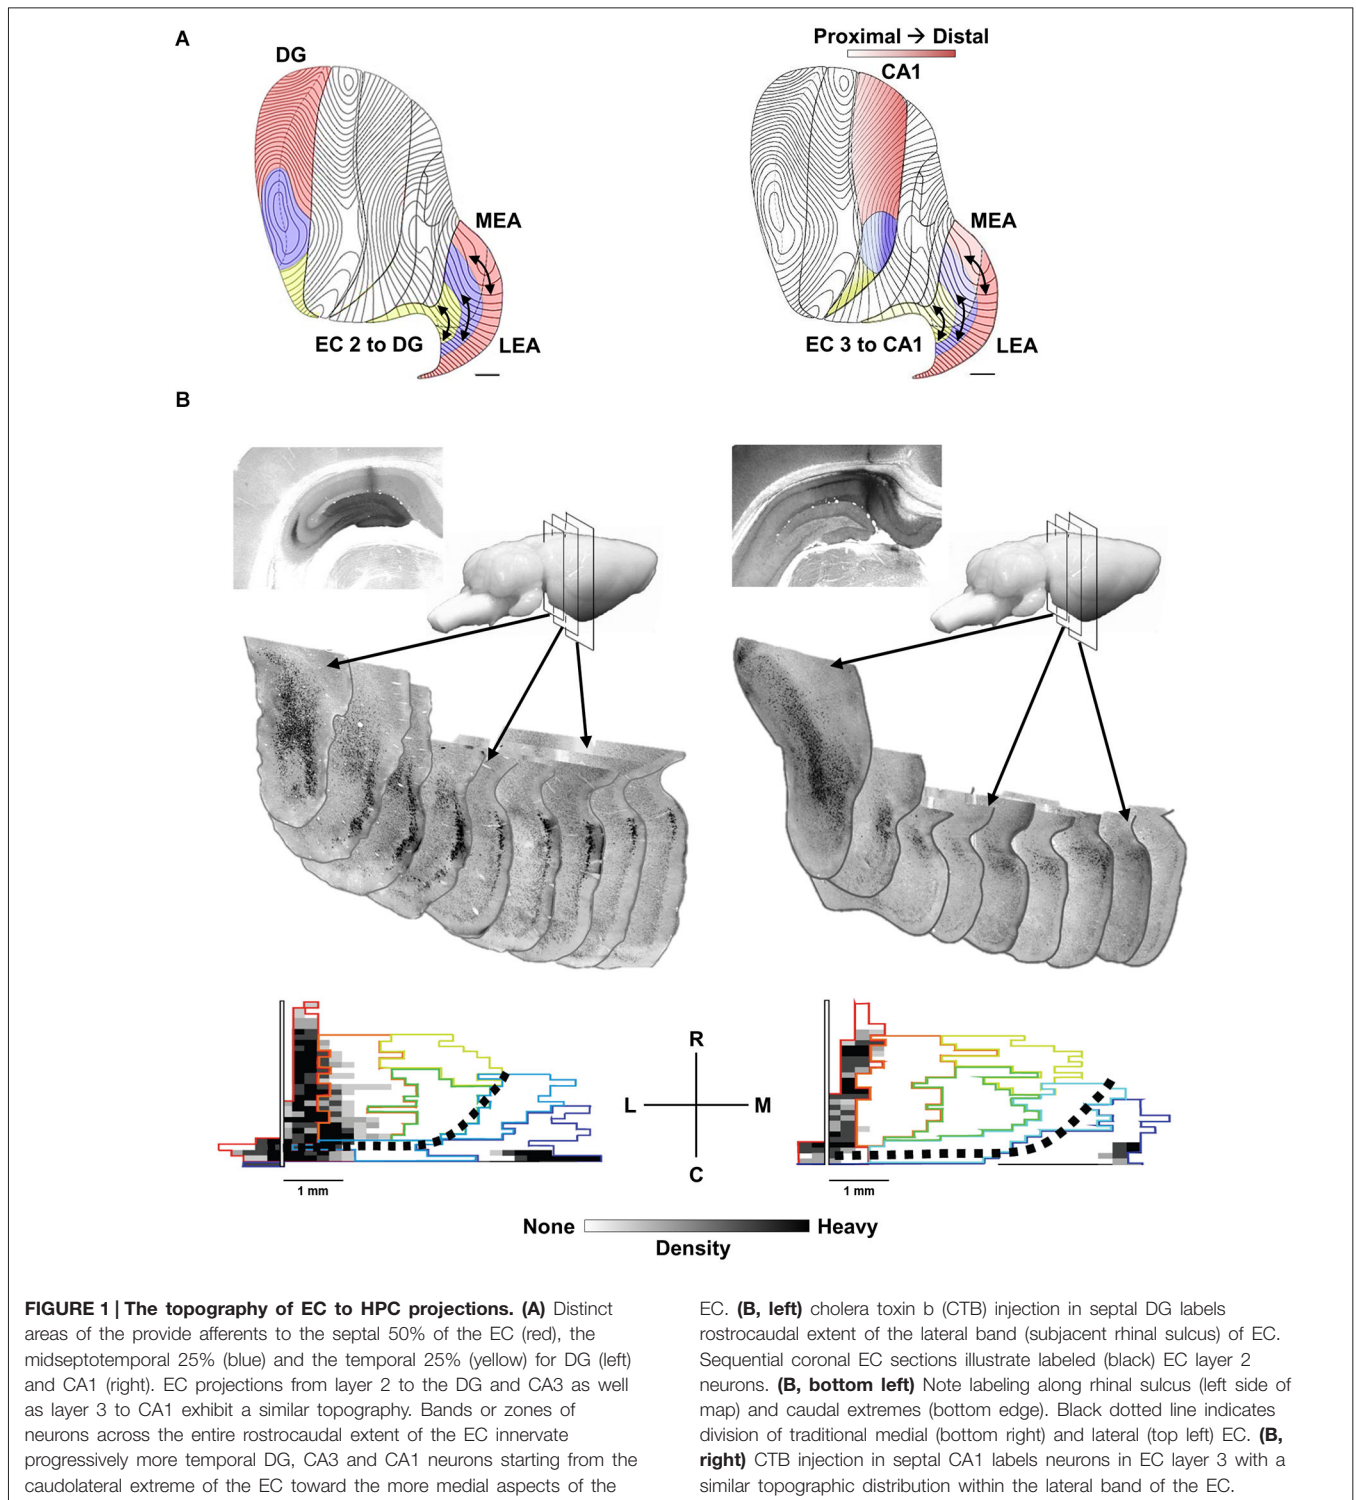 A
DG
MEA
EC 2 to DG
LEA
Proximal → Distal
CA1
MEA
EC 3 to CA1
LEA
B
R
L
M
C
1 mm
1 mm
None
Heavy
Density
FIGURE 1 | The topography of EC to HPC projections. (A) Distinct
areas of the provide afferents to the septal 50% of the EC (red), the
midseptotemporal 25% (blue) and the temporal 25% (yellow) for DG (left)
and CA1 (right). EC projections from layer 2 to the DG and CA3 as well
as layer 3 to CA1 exhibit a similar topography. Bands or zones of
neurons across the entire rostrocaudal extent of the EC innervate
progressively more temporal DG, CA3 and CA1 neurons starting from the
caudolateral extreme of the EC toward the more medial aspects of the
EC. (B, left) cholera toxin b (CTB) injection in septal DG labels
rostrocaudal extent of the lateral band (subjacent rhinal sulcus) of EC.
Sequential coronal EC sections illustrate labeled (black) EC layer 2
neurons. (B, bottom left) Note labeling along rhinal sulcus (left side of
map) and caudal extremes (bottom edge). Black dotted line indicates
division of traditional medial (bottom right) and lateral (top left) EC. (B,
right) CTB injection in septal CA1 labels neurons in EC layer 3 with a
similar topographic distribution within the lateral band of the EC.